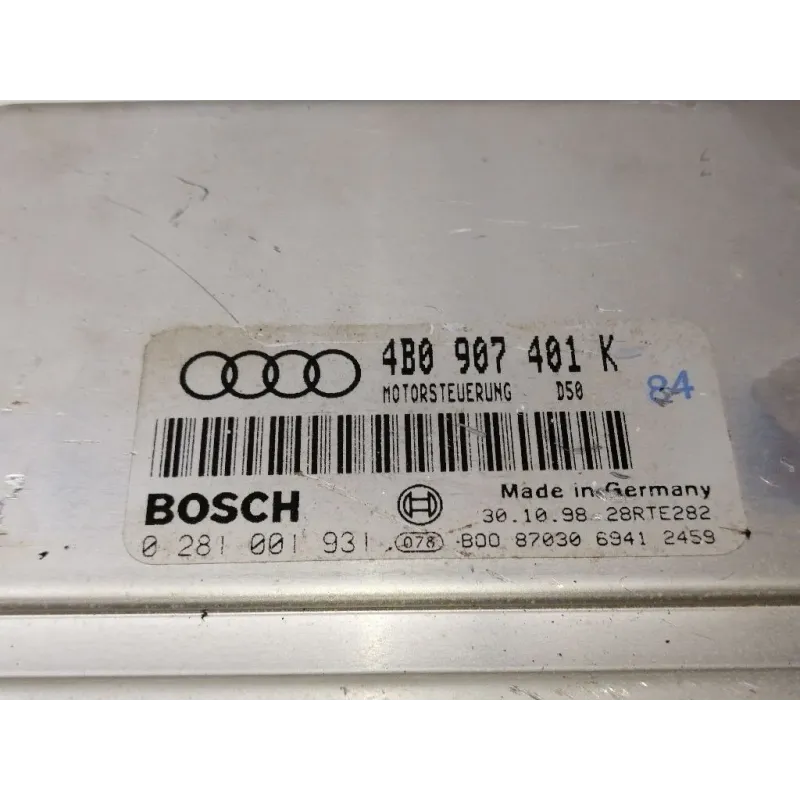 4B0 907 401 K
MOTORSTEUERUNG D50
84
BOSCH
Made in Germany
30.10.98 28RTE282
0 281 001 931 078 B00 87030 6941 2459